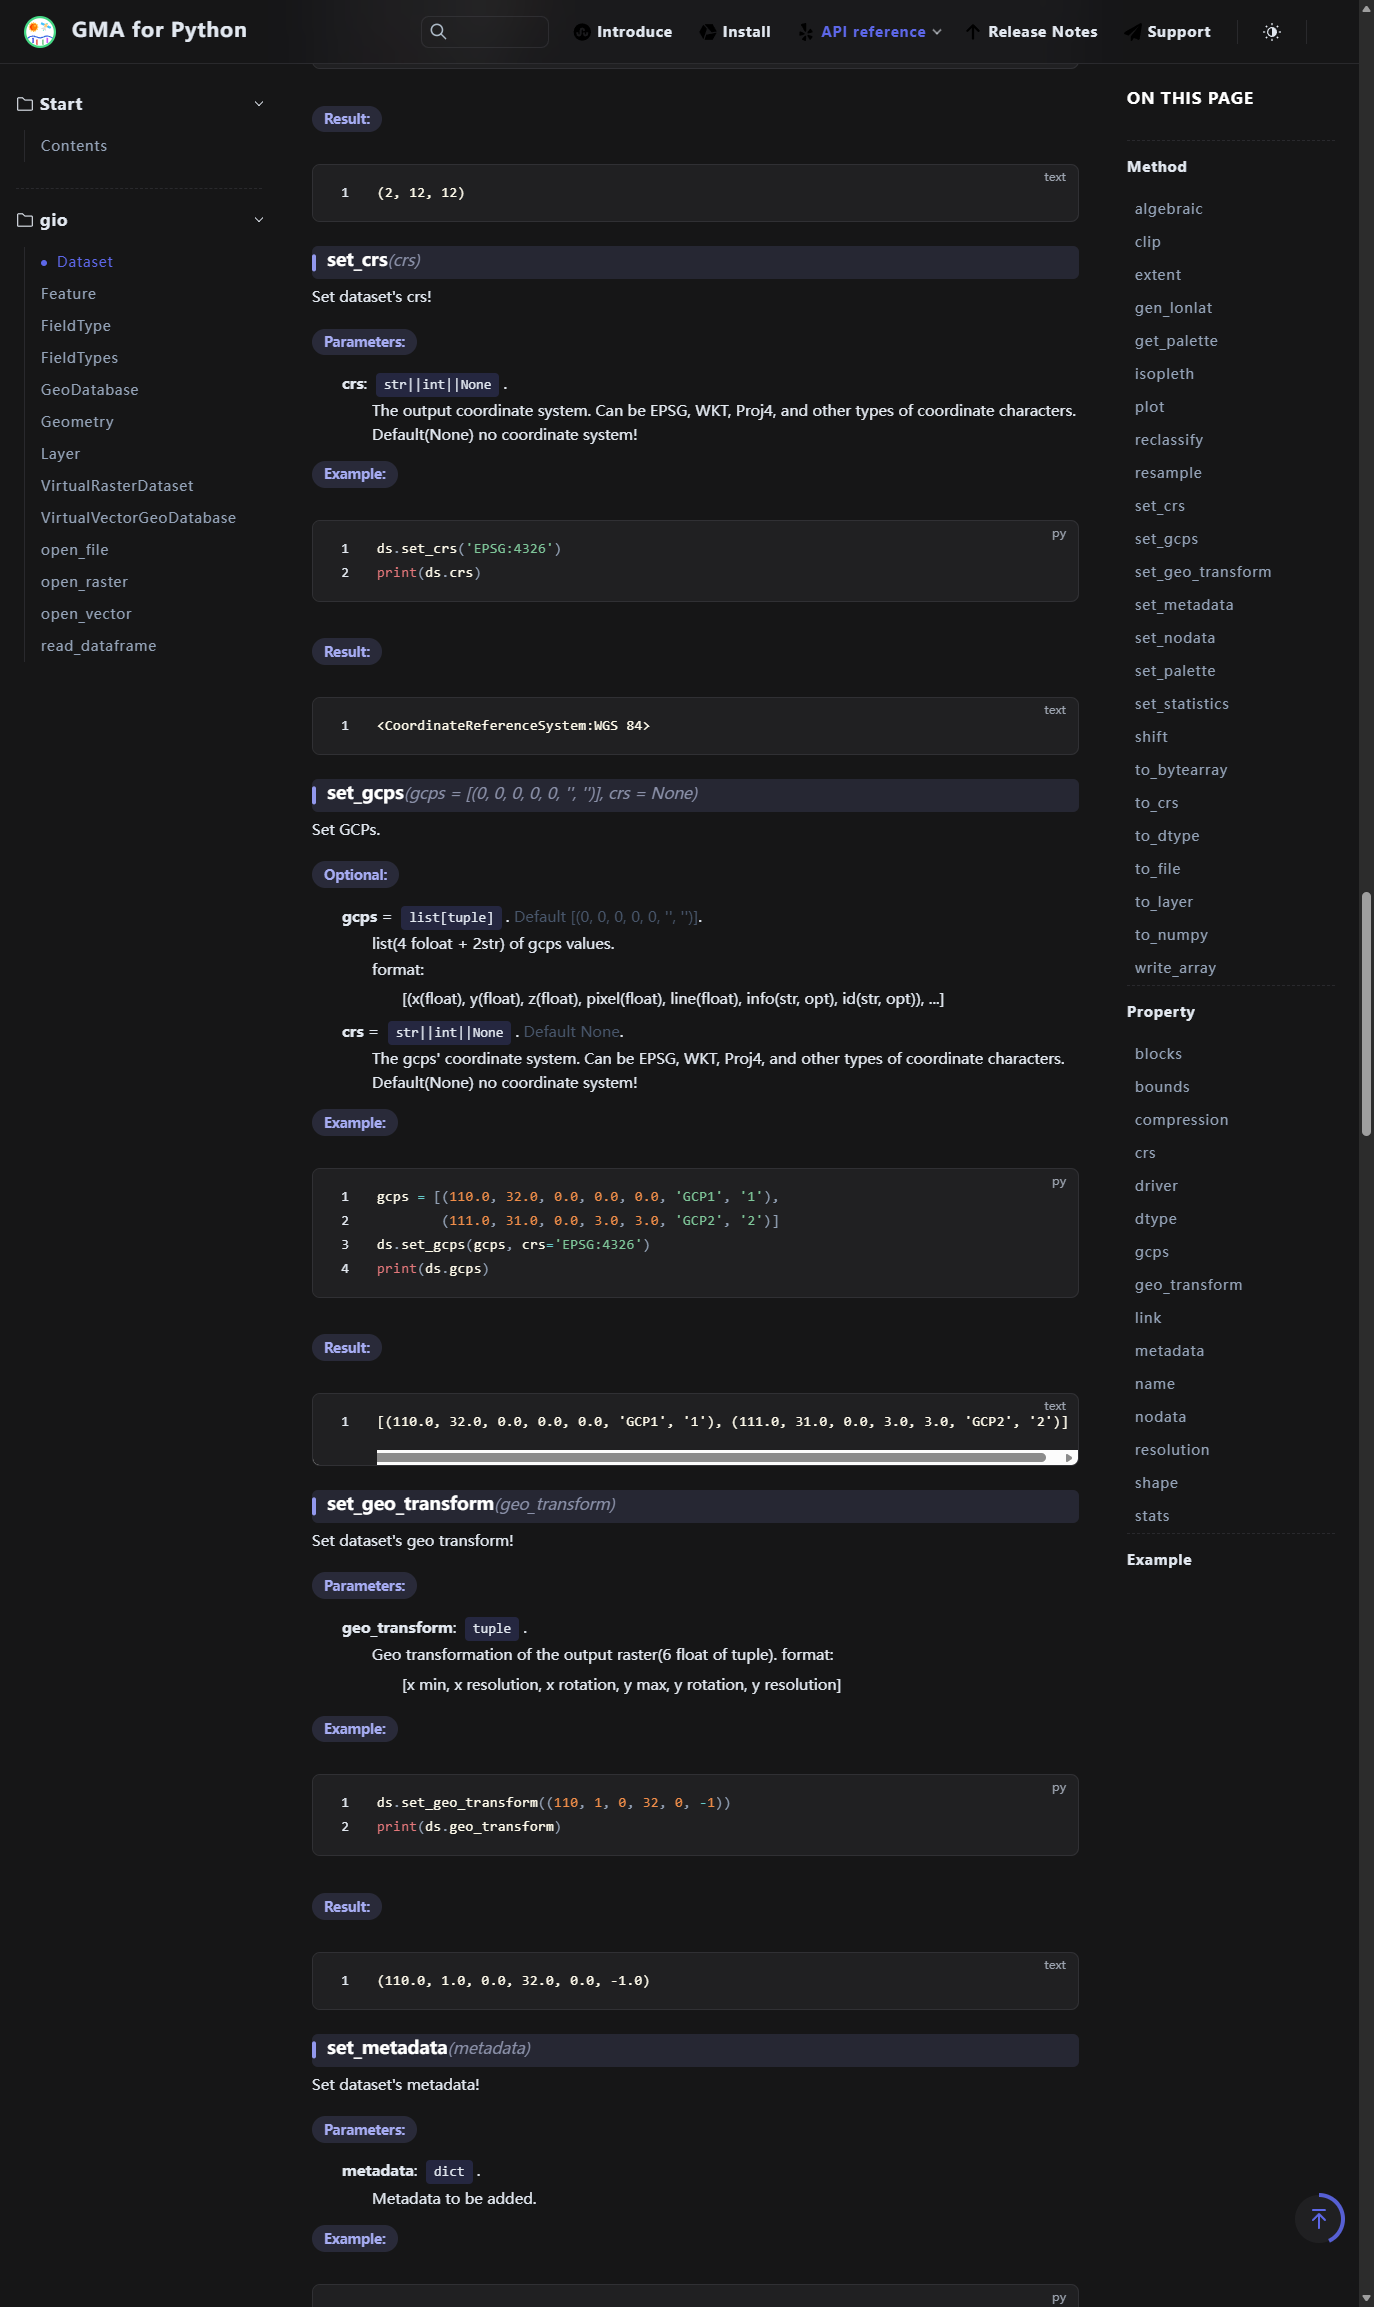 GMA for Python
Introduce
Install
API reference
Release Notes
Support
Start
Contents
gio
Dataset
Feature
FieldType
FieldTypes
GeoDatabase
Geometry
Layer
VirtualRasterDataset
VirtualVectorGeoDatabase
open_file
open_raster
open_vector
read_dataframe
Result:
text
1 (2, 12, 12)
set_crs(crs)
Set dataset's crs!
Parameters:
crs: str||int||None .
The output coordinate system. Can be EPSG, WKT, Proj4, and other types of coordinate characters.
Default(None) no coordinate system!
Example:
py
1 ds.set_crs('EPSG:4326')
2 print(ds.crs)
Result:
text
1 <CoordinateReferenceSystem:WGS 84>
set_gcps(gcps = [(0, 0, 0, 0, 0, '', '')], crs = None)
Set GCPs.
Optional:
gcps = list[tuple] . Default [(0, 0, 0, 0, 0, '', '')].
list(4 foloat + 2str) of gcps values.
format:
[(x(float), y(float), z(float), pixel(float), line(float), info(str, opt), id(str, opt)), ...]
crs = str||int||None . Default None.
The gcps' coordinate system. Can be EPSG, WKT, Proj4, and other types of coordinate characters.
Default(None) no coordinate system!
Example:
py
1 gcps = [(110.0, 32.0, 0.0, 0.0, 0.0, 'GCP1', '1'),
2 (111.0, 31.0, 0.0, 3.0, 3.0, 'GCP2', '2')]
3 ds.set_gcps(gcps, crs='EPSG:4326')
4 print(ds.gcps)
Result:
text
1 [(110.0, 32.0, 0.0, 0.0, 0.0, 'GCP1', '1'), (111.0, 31.0, 0.0, 3.0, 3.0, 'GCP2', '2')]
set_geo_transform(geo_transform)
Set dataset's geo transform!
Parameters:
geo_transform: tuple .
Geo transformation of the output raster(6 float of tuple). format:
[x min, x resolution, x rotation, y max, y rotation, y resolution]
Example:
py
1 ds.set_geo_transform((110, 1, 0, 32, 0, -1))
2 print(ds.geo_transform)
Result:
text
1 (110.0, 1.0, 0.0, 32.0, 0.0, -1.0)
set_metadata(metadata)
Set dataset's metadata!
Parameters:
metadata: dict .
Metadata to be added.
Example:
py
ON THIS PAGE
Method
algebraic
clip
extent
gen_lonlat
get_palette
isopleth
plot
reclassify
resample
set_crs
set_gcps
set_geo_transform
set_metadata
set_nodata
set_palette
set_statistics
shift
to_bytearray
to_crs
to_dtype
to_file
to_layer
to_numpy
write_array
Property
blocks
bounds
compression
crs
driver
dtype
gcps
geo_transform
link
metadata
name
nodata
resolution
shape
stats
Example